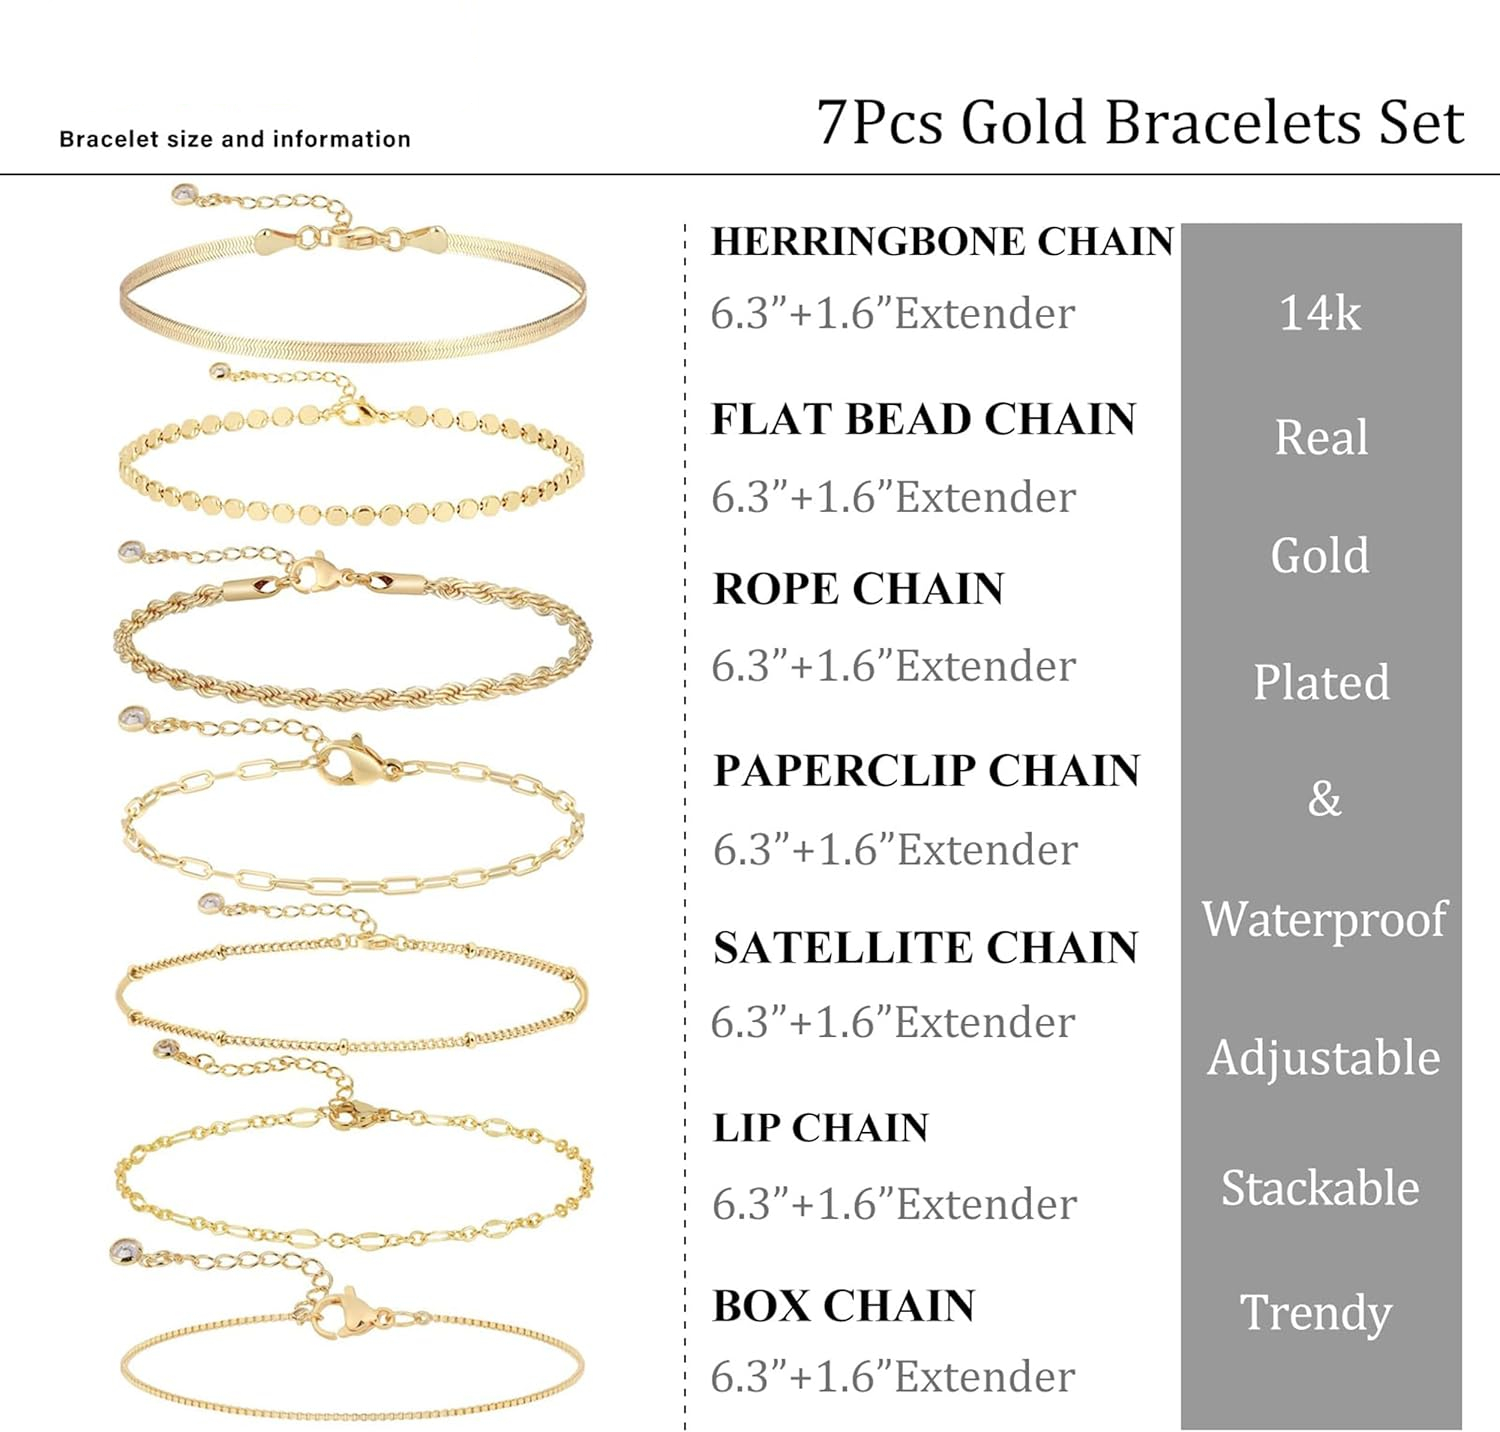 Bracelet size and information
7Pcs Gold Bracelets Set
HERRINGBONE CHAIN
6.3”+1.6”Extender
FLAT BEAD CHAIN
6.3”+1.6”Extender
ROPE CHAIN
6.3”+1.6”Extender
PAPERCLIP CHAIN
6.3”+1.6”Extender
SATELLITE CHAIN
6.3”+1.6”Extender
LIP CHAIN
6.3”+1.6”Extender
BOX CHAIN
6.3”+1.6”Extender
14k
Real
Gold
Plated
&
Waterproof
Adjustable
Stackable
Trendy